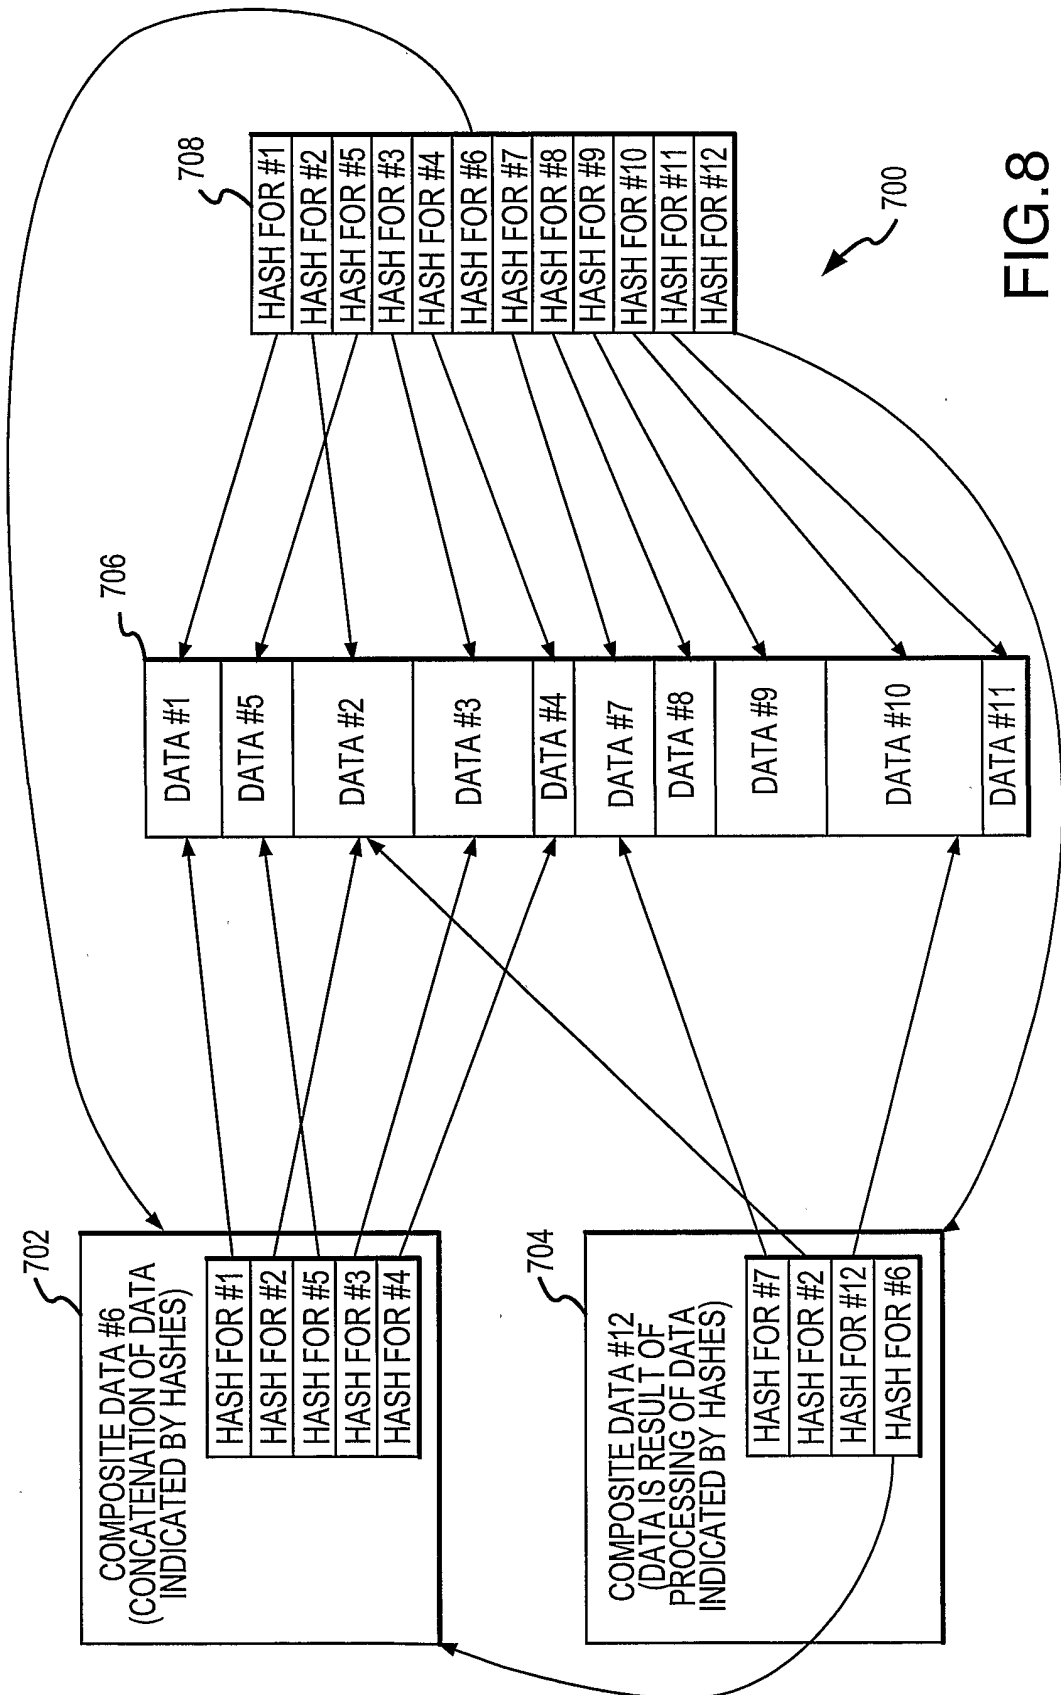 702
COMPOSITE DATA #6
(CONCATENATION OF DATA
INDICATED BY HASHES)
HASH FOR #1
HASH FOR #2
HASH FOR #5
HASH FOR #3
HASH FOR #4
704
COMPOSITE DATA #12
(DATA IS RESULT OF
PROCESSING OF DATA
INDICATED BY HASHES)
HASH FOR #7
HASH FOR #2
HASH FOR #12
HASH FOR #6
706
DATA #1
DATA #5
DATA #2
DATA #3
DATA #4
DATA #7
DATA #8
DATA #9
DATA #10
DATA #11
708
HASH FOR #1
HASH FOR #2
HASH FOR #5
HASH FOR #3
HASH FOR #4
HASH FOR #6
HASH FOR #7
HASH FOR #8
HASH FOR #9
HASH FOR #10
HASH FOR #11
HASH FOR #12
700
FIG.8